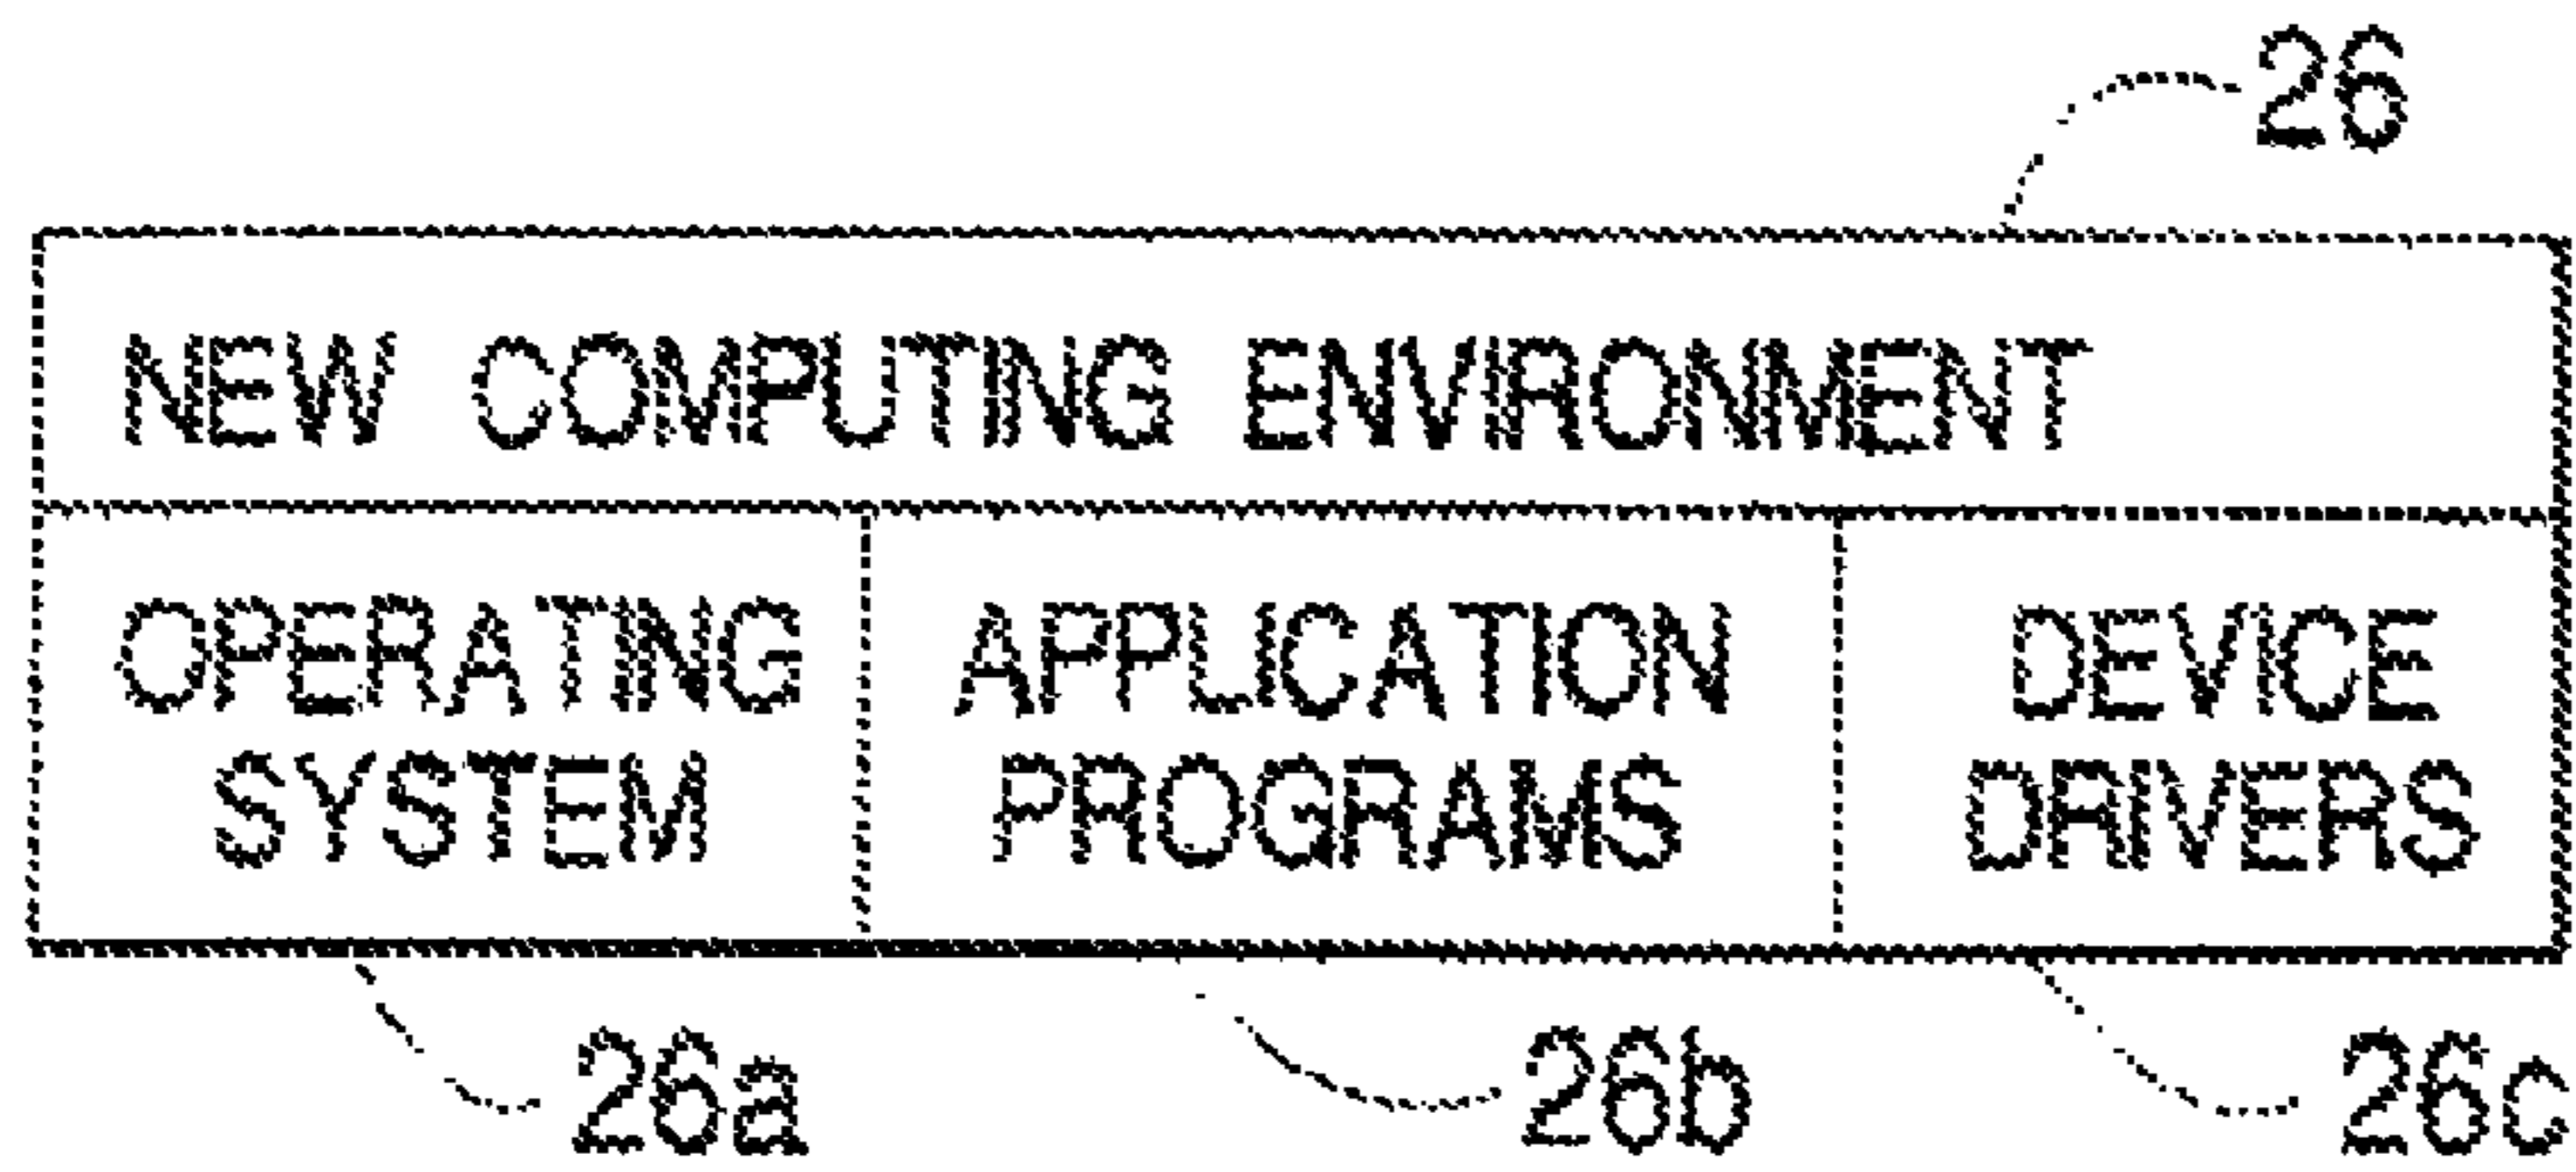 26
NEW COMPUTING ENVIRONMENT
OPERATING SYSTEM
APPLICATION PROGRAMS
DEVICE DRIVERS
26a
26b
26c